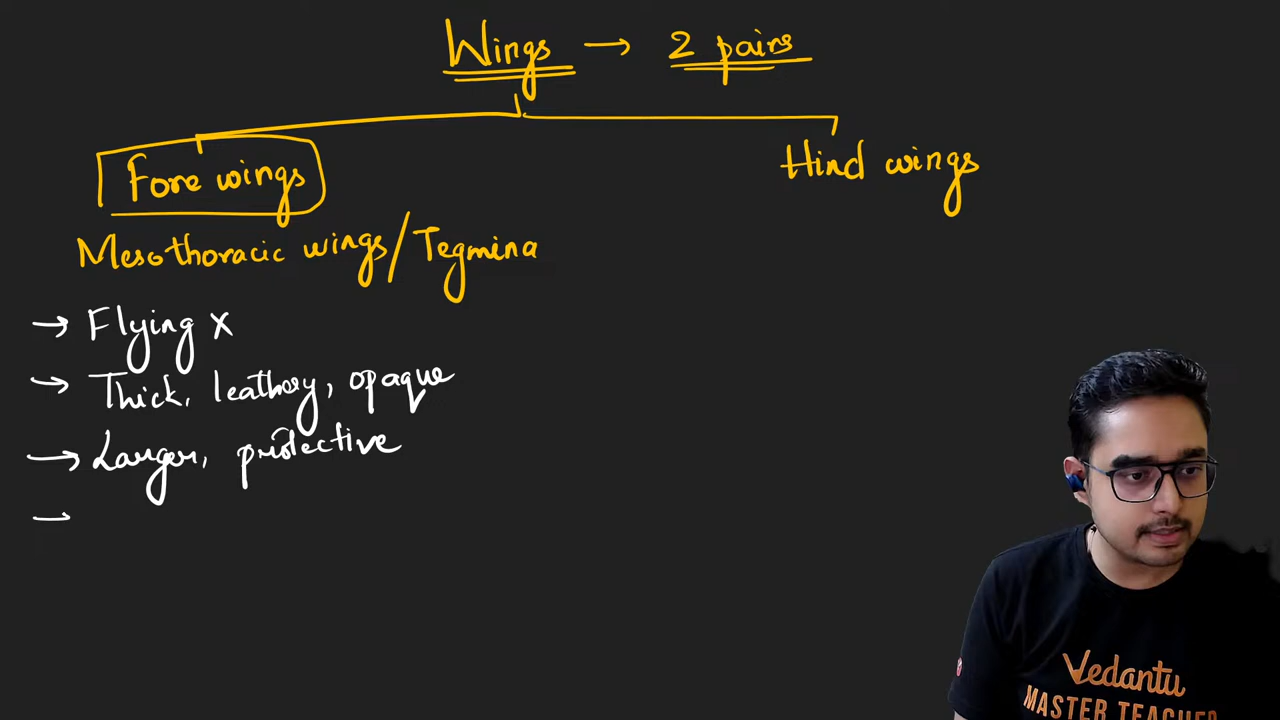 Wings → 2 pairs
Fore wings
Hind wings
Mesothoracic wings/Tegmina
→ Flying x
→ Thick, leathery, opaque
→ Larger, protective
Vedantu
MASTER TEACHER